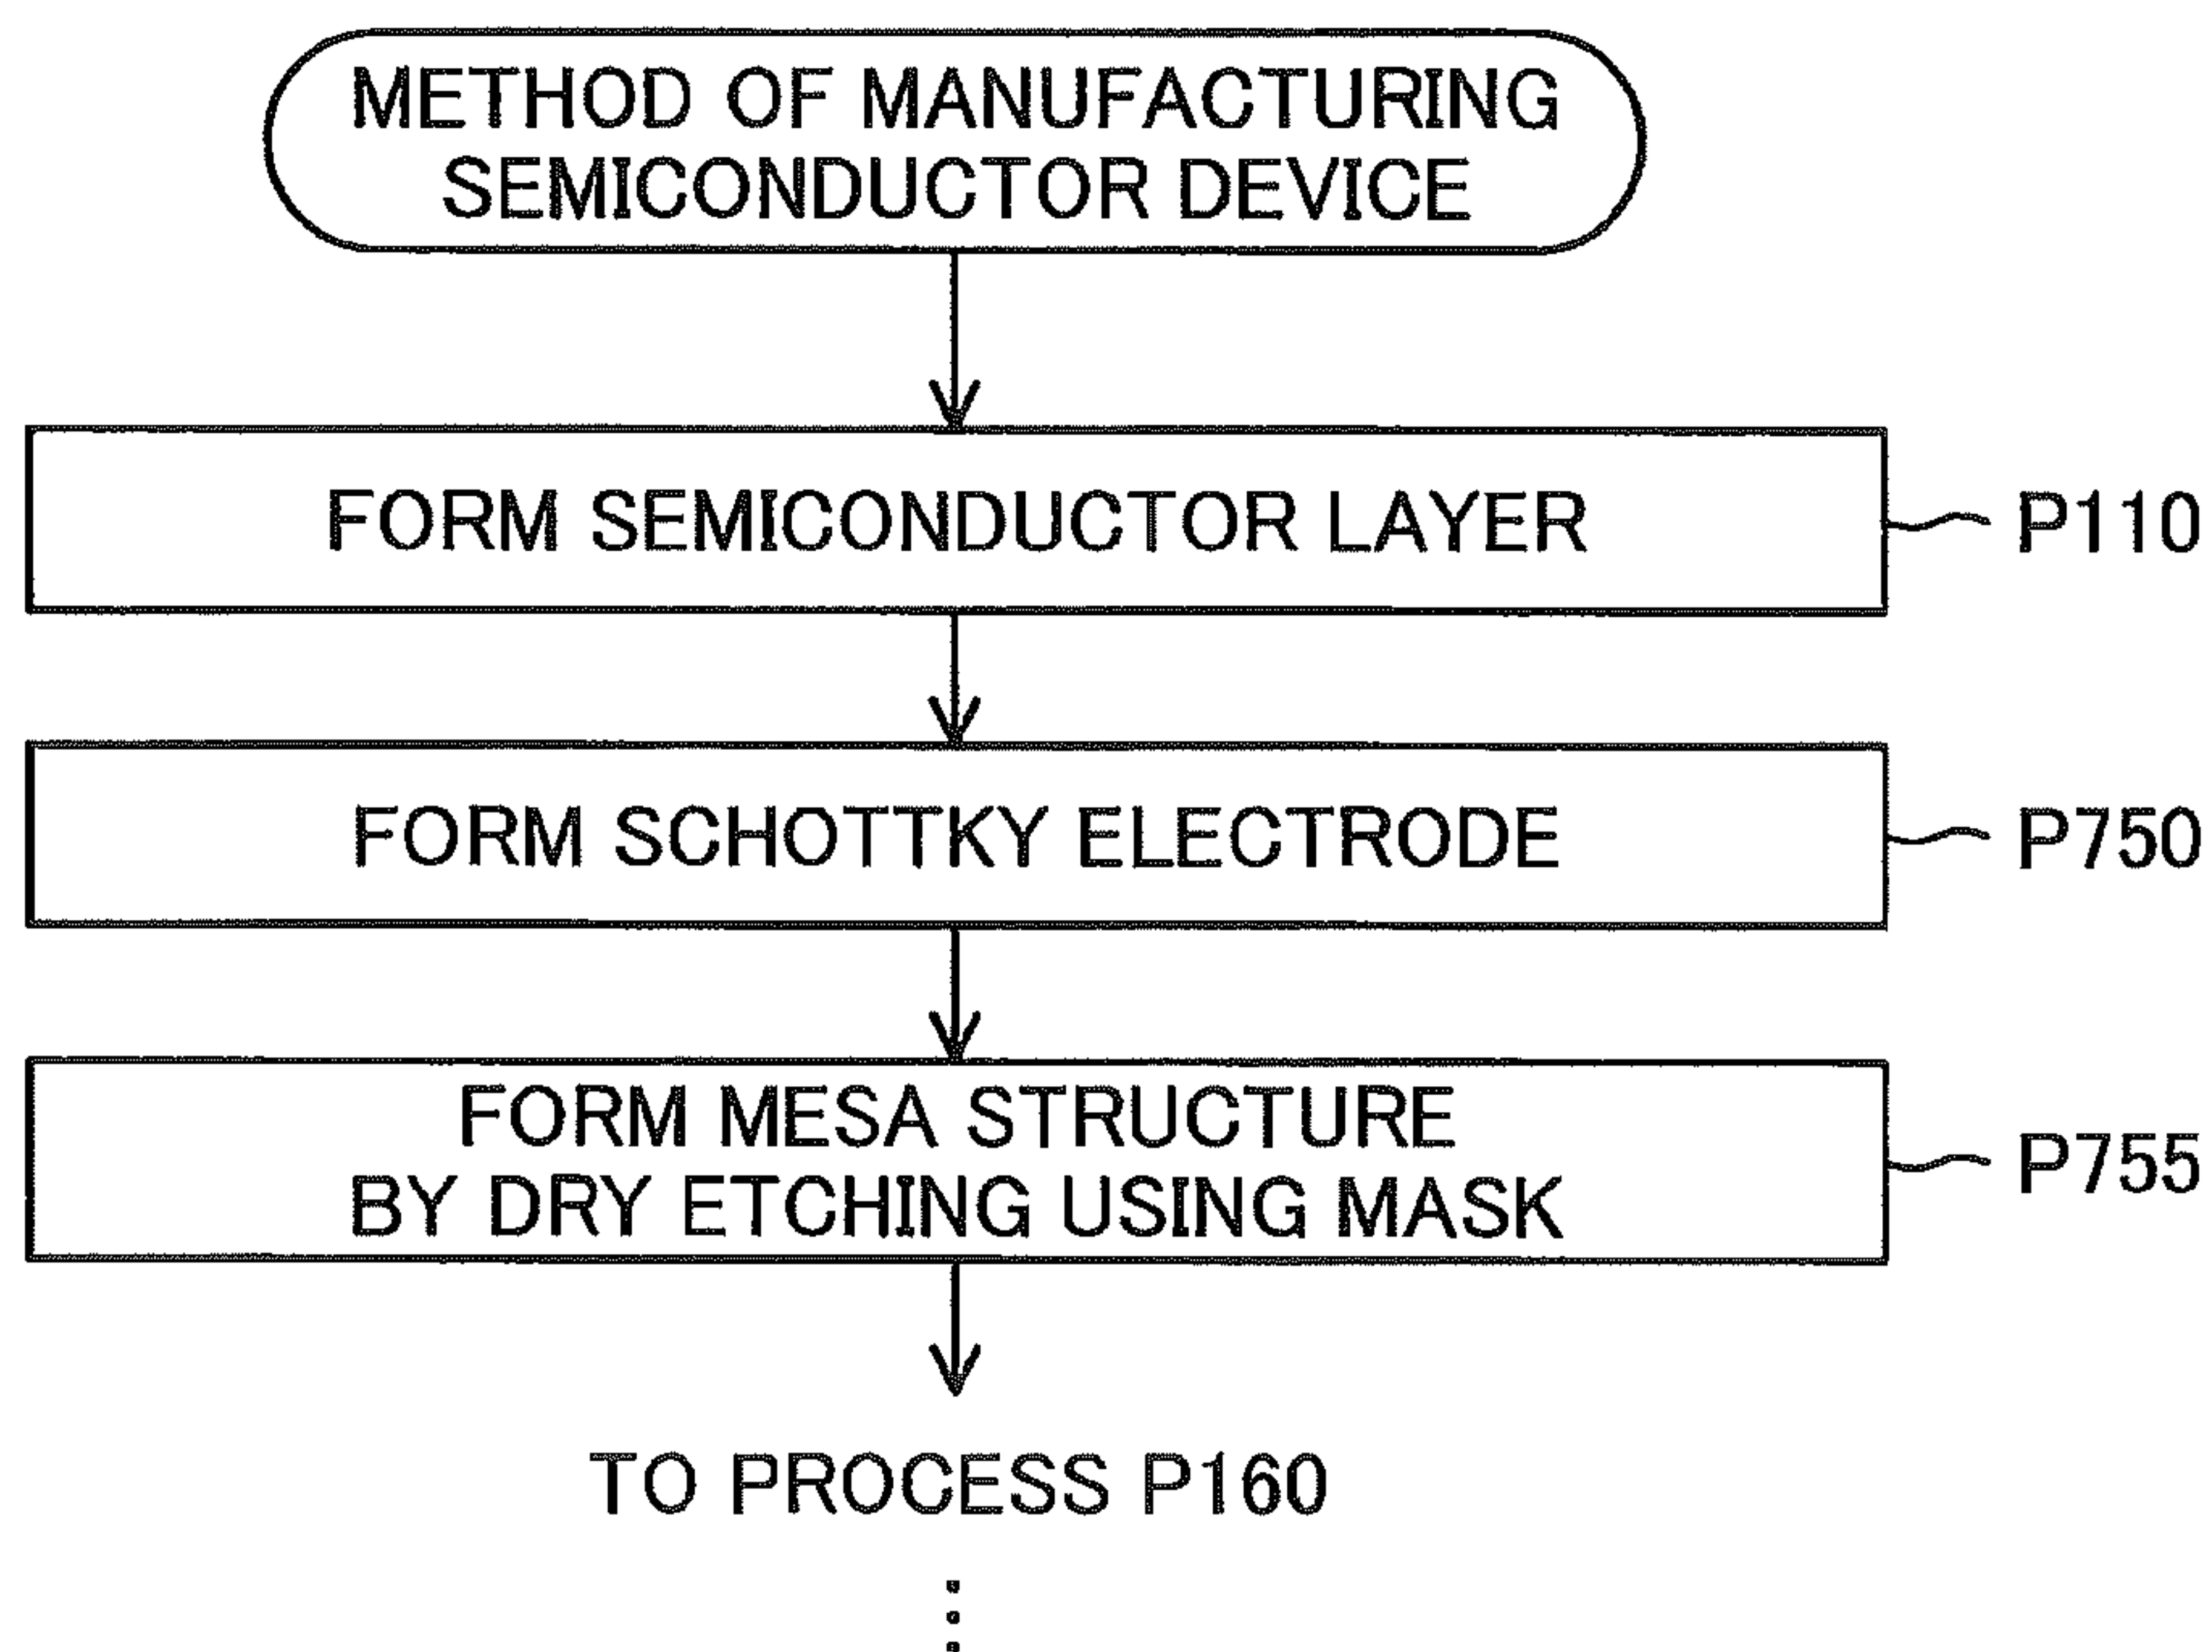 METHOD OF MANUFACTURING
SEMICONDUCTOR DEVICE
FORM SEMICONDUCTOR LAYER
P110
FORM SCHOTTKY ELECTRODE
P750
FORM MESA STRUCTURE
BY DRY ETCHING USING MASK
P755
TO PROCESS P160